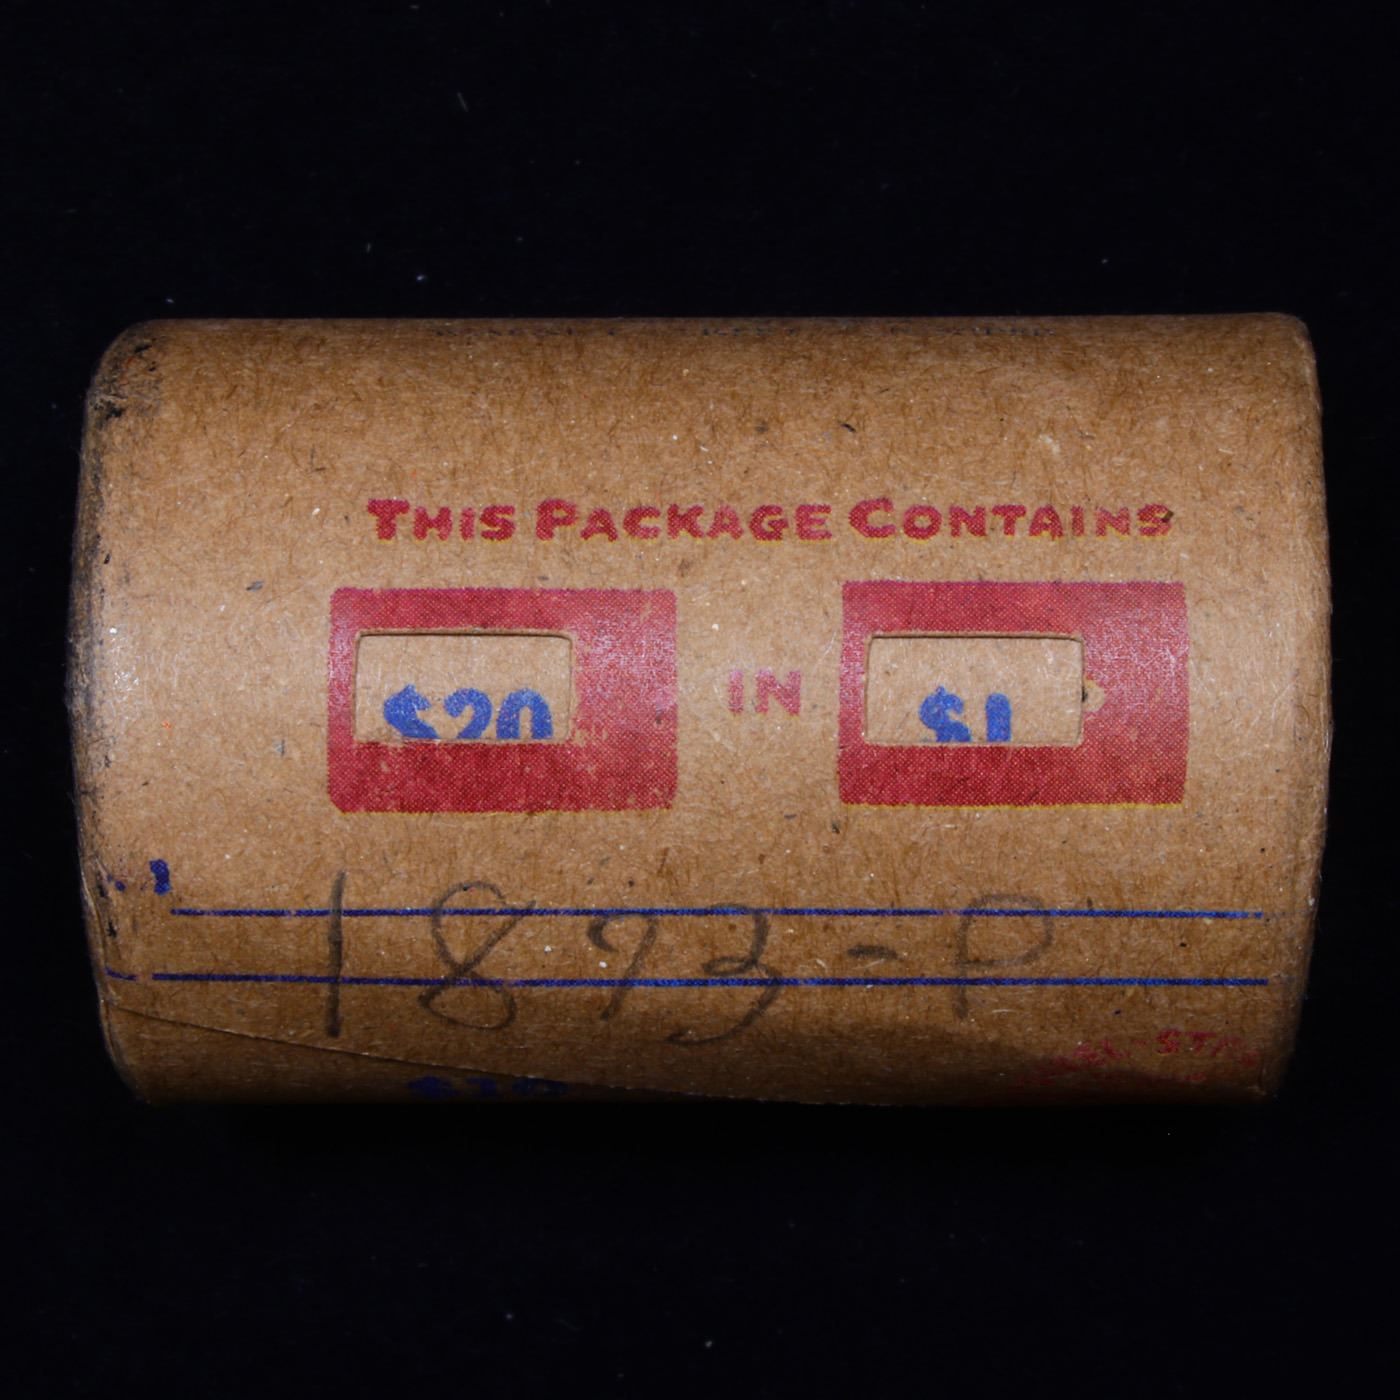 THIS PACKAGE CONTAINS
$20 IN $1
1893-P